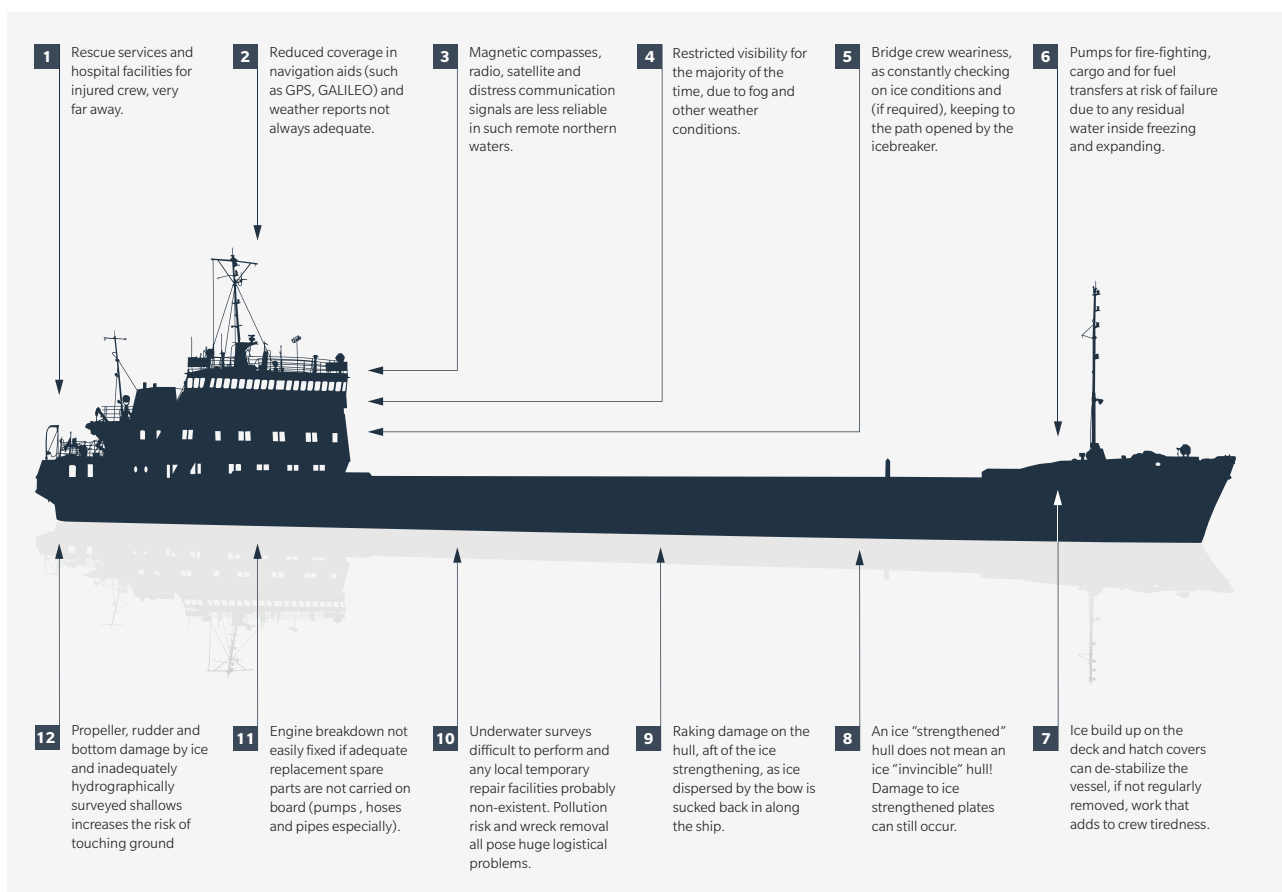 1
Rescue services and
hospital facilities for
injured crew, very
far away.
2
Reduced coverage in
navigation aids (such
as GPS, GALILEO) and
weather reports not
always adequate.
3
Magnetic compasses,
radio, satellite and
distress communication
signals are less reliable
in such remote northern
waters.
4
Restricted visibility for
the majority of the
time, due to fog and
other weather
conditions.
5
Bridge crew weariness,
as constantly checking
on ice conditions and
(if required), keeping to
the path opened by the
icebreaker.
6
Pumps for fire-fighting,
cargo and for fuel
transfers at risk of failure
due to any residual
water inside freezing
and expanding.
12
Propeller, rudder and
bottom damage by ice
and inadequately
hydrographically
surveyed shallows
increases the risk of
touching ground
11
Engine breakdown not
easily fixed if adequate
replacement spare
parts are not carried on
board (pumps , hoses
and pipes especially).
10
Underwater surveys
difficult to perform and
any local temporary
repair facilities probably
non-existent. Pollution
risk and wreck removal
all pose huge logistical
problems.
9
Raking damage on the
hull, aft of the ice
strengthening, as ice
dispersed by the bow is
sucked back in along
the ship.
8
An ice “strengthened”
hull does not mean an
ice “invincible” hull!
Damage to ice
strengthened plates
can still occur.
7
Ice build up on the
deck and hatch covers
can de-stabilize the
vessel, if not regularly
removed, work that
adds to crew tiredness.